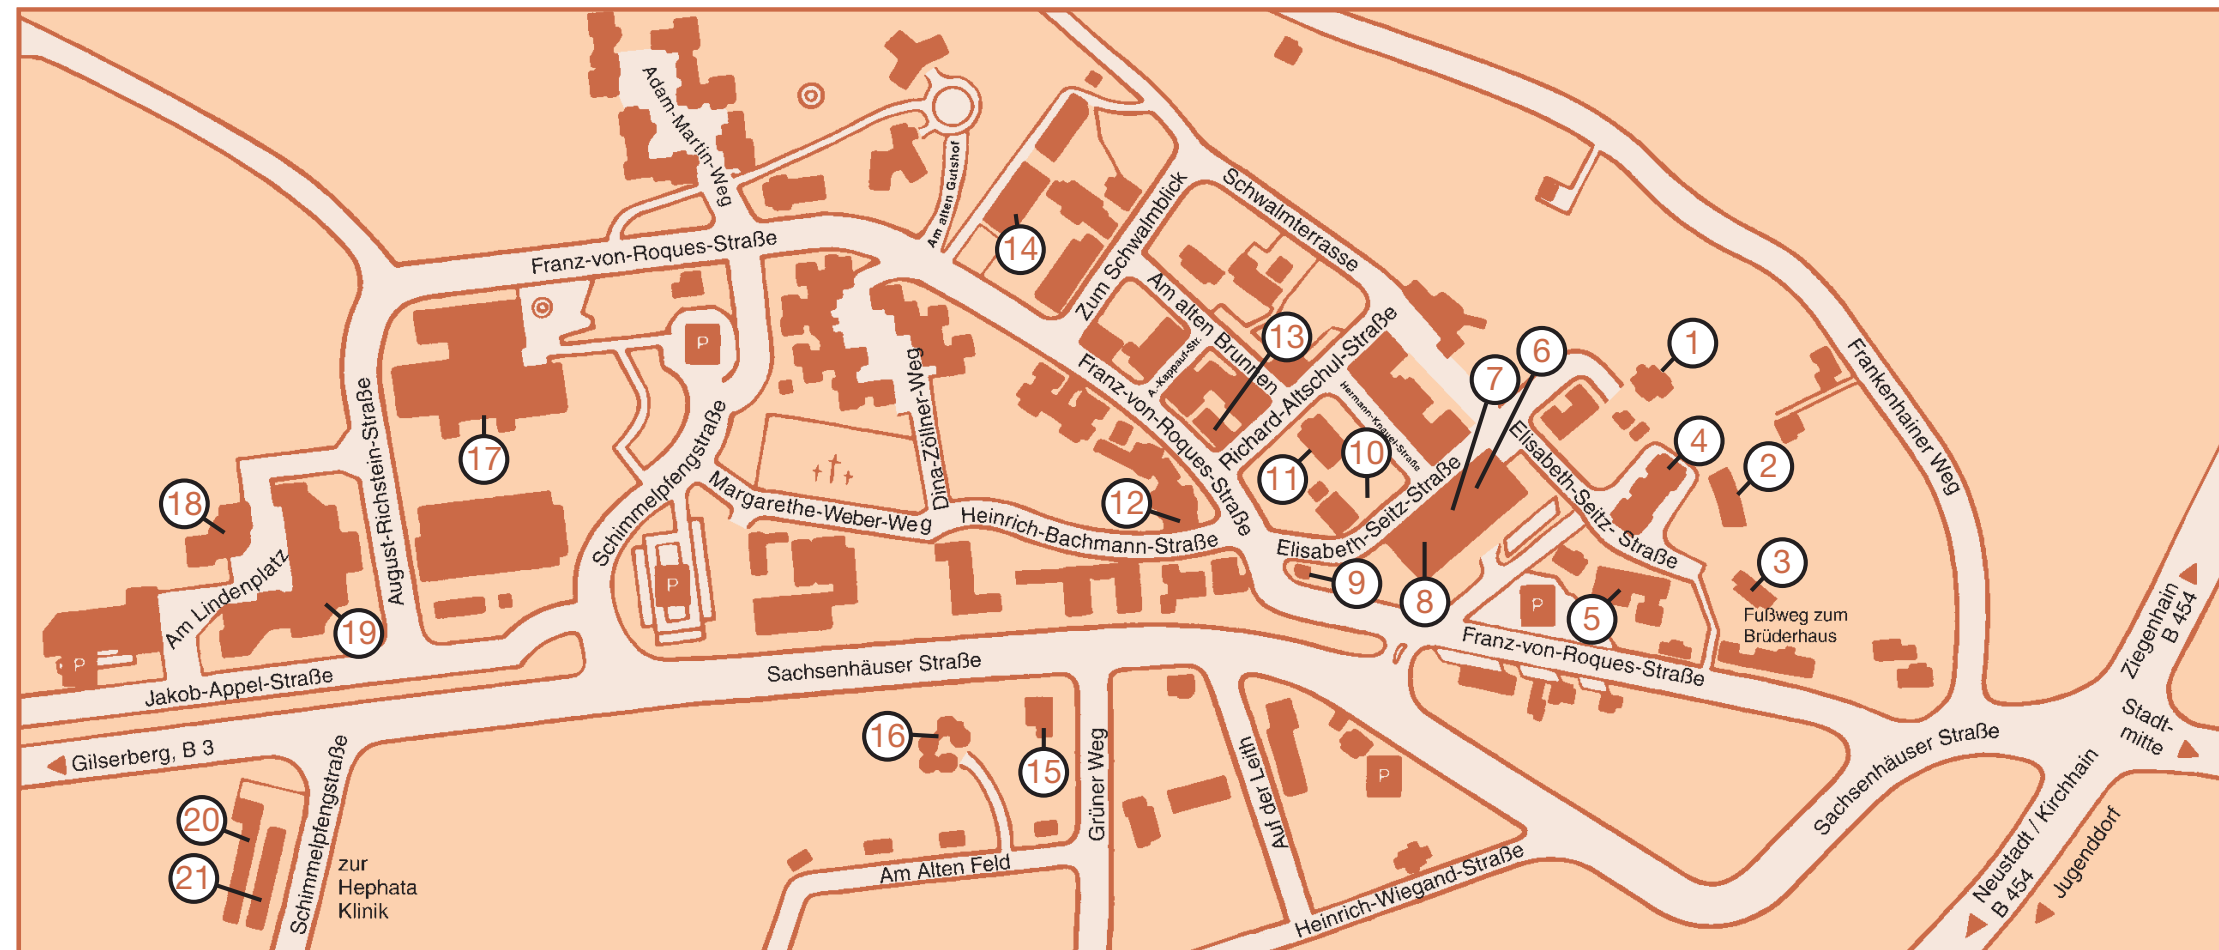 Adam-Martin-Weg
Am alten Gutshof
Franz-von-Roques-Straße
14
Zum Schwalmblick
Schwalmterrasse
Am alten Brunnen
A.-Kappauf-Str.
13
Richard-Altschul-Straße
Hermann-Knauel-Straße
7
6
1
Frankenhainer Weg
P
Franz-von-Roques-Straße
11
10
Elisabeth-Seitz-Straße
Elisabeth-Seitz- Straße
4
2
17
August-Richstein-Straße
Schimmelpfengstraße
Dina-Zöllner-Weg
Margarethe-Weber-Weg
Heinrich-Bachmann-Straße
12
18
Am Lindenplatz
19
P
P
9
8
P
5
3
Fußweg zum
Brüderhaus
Franz-von-Roques-Straße
Ziegenhain
B 454
Jakob-Appel-Straße
Sachsenhäuser Straße
Gilserberg, B 3
Schimmelpfengstraße
20
21
zur
Hephata
Klinik
16
15
Grüner Weg
Am Alten Feld
Auf der Leith
P
Heinrich-Wiegand-Straße
Sachsenhäuser Straße
Stadt-
mitte
Neustadt / Kirchhain
B 454
Jugenddorf